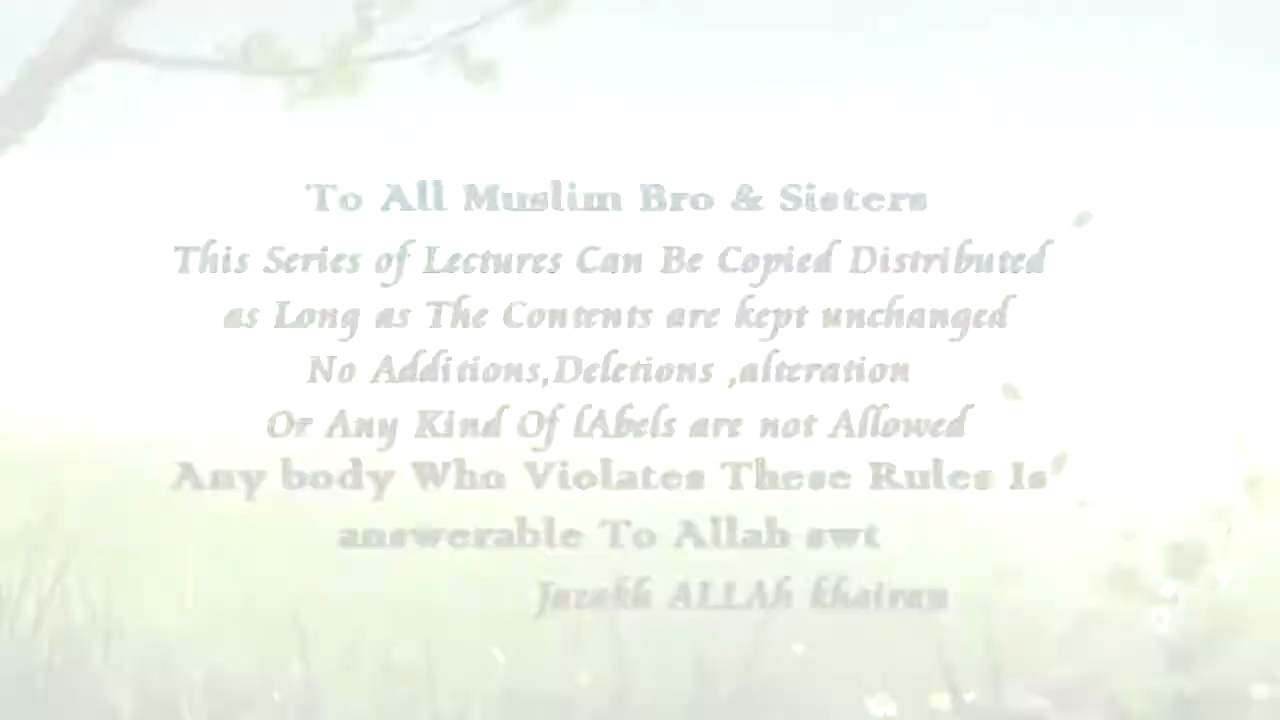 To All Muslim Bro & Sisters
This Series of Lectures Can Be Copied Distributed
as Long as The Contents are kept unchanged
No Additions,Deletions ,alteration
Or Any Kind Of lAbels are not Allowed
Any body Who Violates These Rules Is
answerable To Allah swt
Jazakh ALLAh khairan